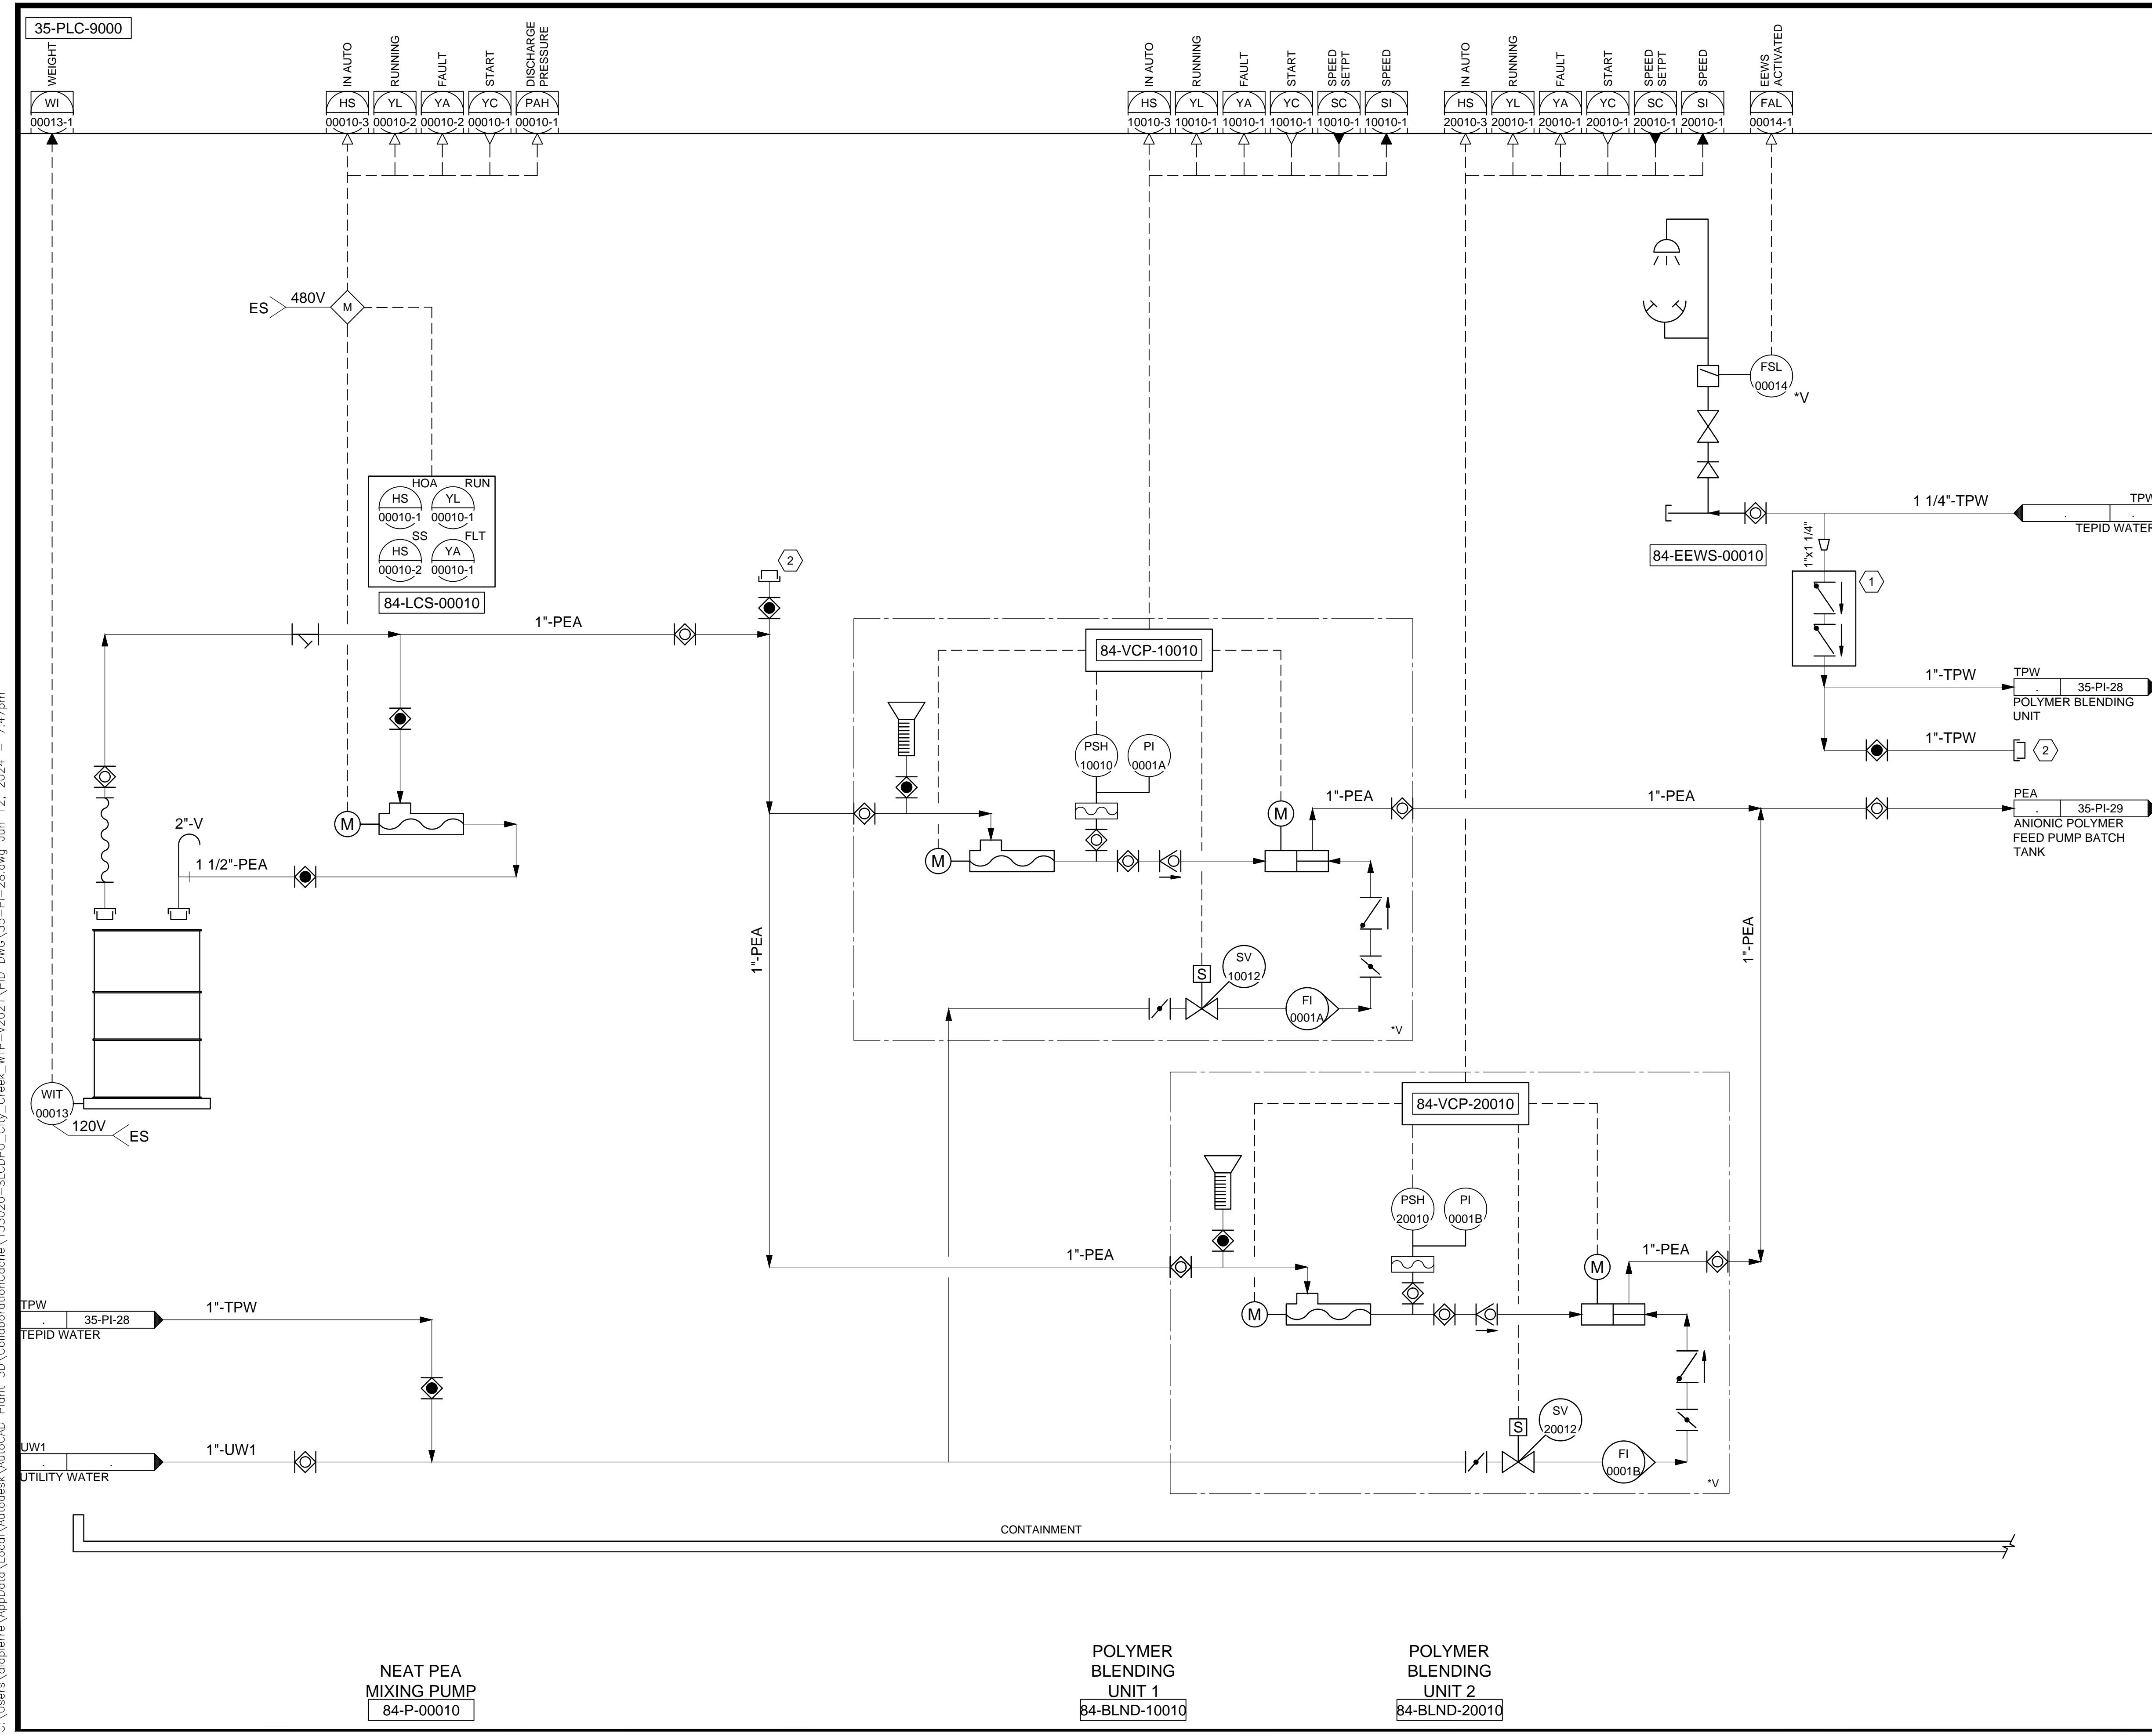 35-PLC-9000
WEIGHT
IN AUTO
RUNNING
FAULT
START
DISCHARGE
PRESSURE
IN AUTO
RUNNING
FAULT
START
SPEED
SETPT
SPEED
IN AUTO
RUNNING
FAULT
START
SPEED
SETPT
SPEED
EEWS
ACTIVATED
WI
00013-1
HS
00010-3
YL
00010-2
YA
00010-2
YC
00010-1
PAH
00010-1
HS
10010-3
YL
10010-1
YA
10010-1
YC
10010-1
SC
10010-1
SI
10010-1
HS
20010-3
YL
20010-1
YA
20010-1
YC
20010-1
SC
20010-1
SI
20010-1
FAL
00014-1
ES
480V
M
FSL
00014
*V
HOA
RUN
HS
00010-1
YL
00010-1
SS
FLT
HS
00010-2
YA
00010-1
84-LCS-00010
1 1/4"-TPW
TPW
.
.
TEPID WATER
84-EEWS-00010
1"x1 1/4"
1
2
1"-PEA
84-VCP-10010
1"-TPW
TPW
.
35-PI-28
POLYMER BLENDING
UNIT
1"-TPW
2
PSH
10010
PI
0001A
M
M
1"-PEA
1"-PEA
PEA
.
35-PI-29
ANIONIC POLYMER
FEED PUMP BATCH
TANK
M
2"-V
1 1/2"-PEA
1"-PEA
1"-PEA
S
SV
10012
FI
0001A
*V
WIT
00013
120V
ES
84-VCP-20010
PSH
20010
PI
0001B
1"-PEA
M
M
1"-PEA
TPW
.
35-PI-28
TEPID WATER
1"-TPW
S
SV
20012
FI
0001B
*V
UW1
.
.
UTILITY WATER
1"-UW1
CONTAINMENT
NEAT PEA
MIXING PUMP
84-P-00010
POLYMER
BLENDING
UNIT 1
84-BLND-10010
POLYMER
BLENDING
UNIT 2
84-BLND-20010